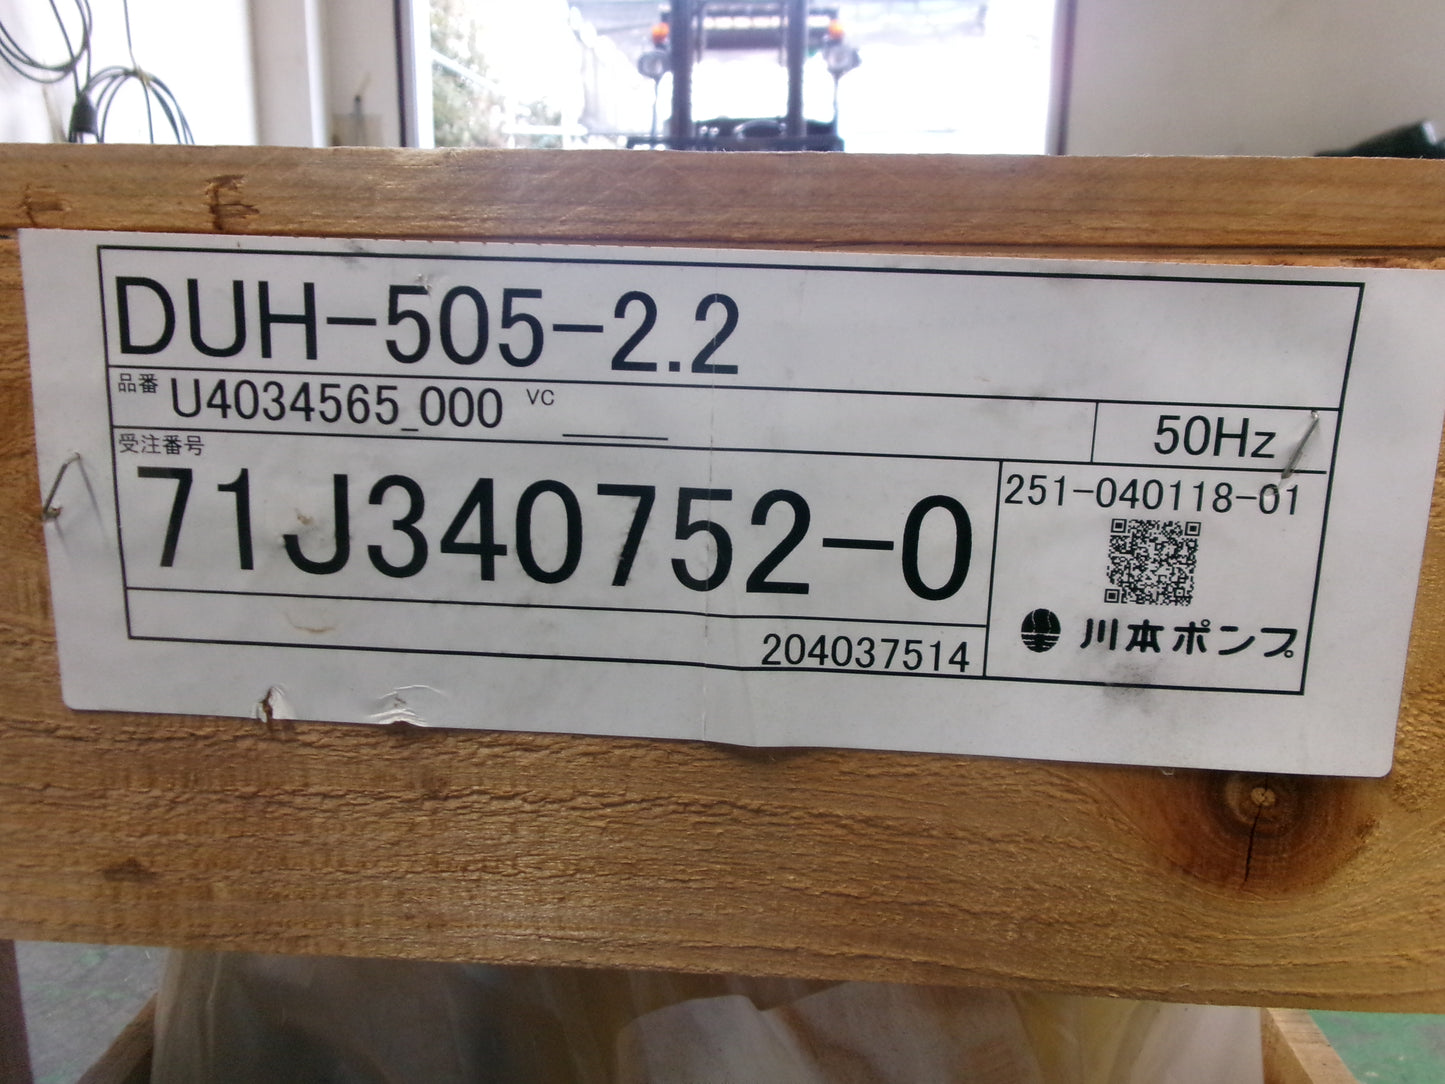 DUH-505-2.2
品番 U4034565_000 VC
50Hz
受注番号
71J340752-0
251-040118-01
川本ポンプ
204037514